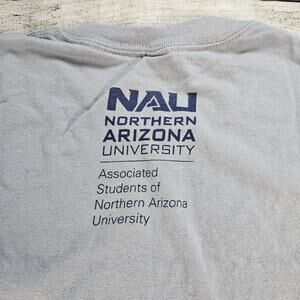 NAU
NORTHERN
ARIZONA
UNIVERSITY
Associated
Students of
Northern Arizona
University